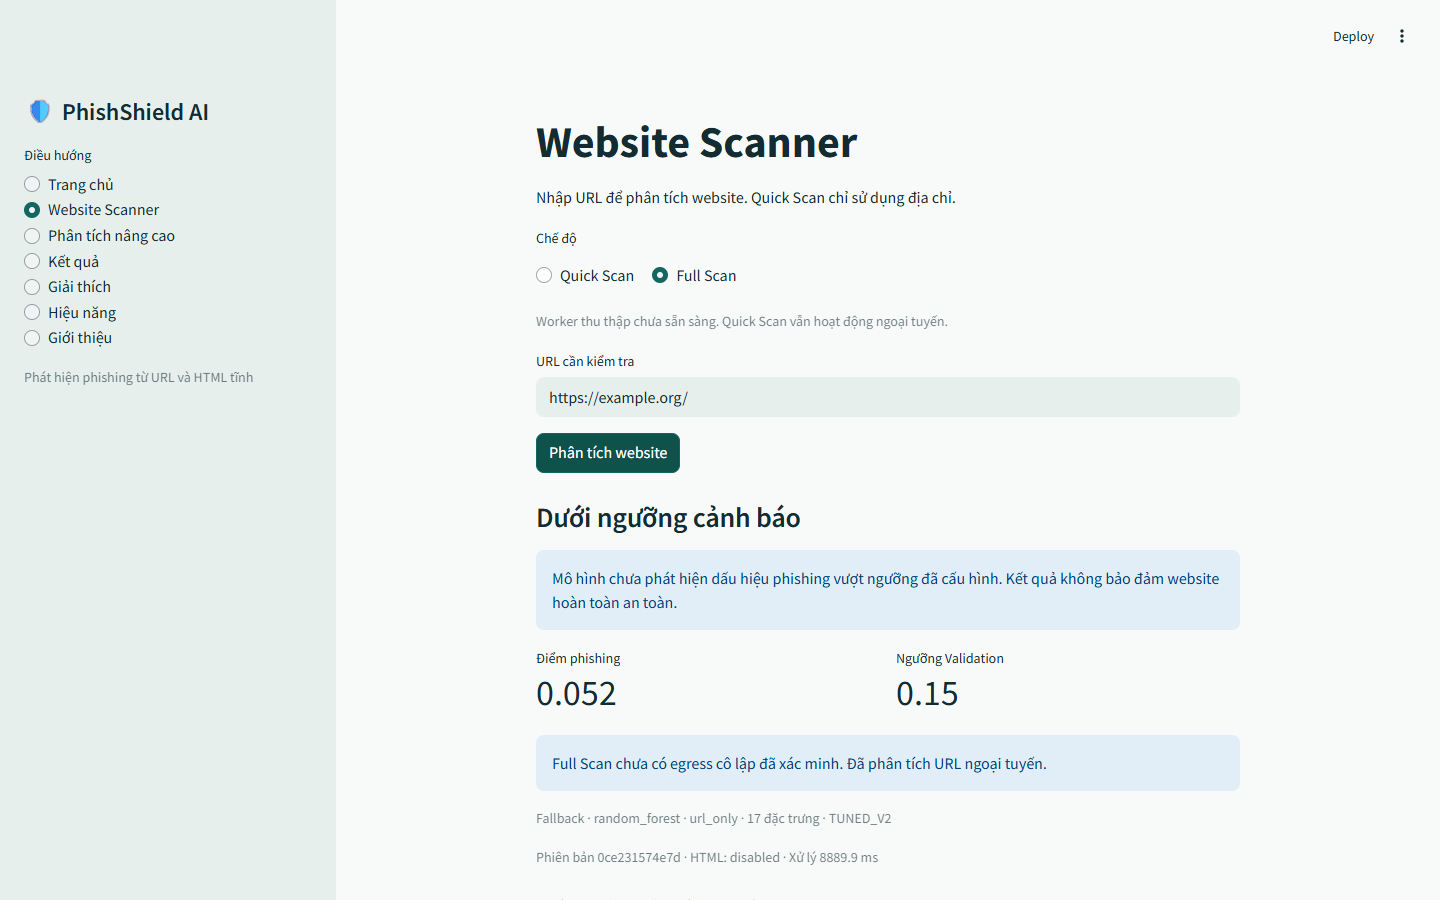 Deploy
PhishShield AI
Điều hướng
Trang chủ
Website Scanner
Phân tích nâng cao
Kết quả
Giải thích
Hiệu năng
Giới thiệu
Phát hiện phishing từ URL và HTML tĩnh
Website Scanner
Nhập URL để phân tích website. Quick Scan chỉ sử dụng địa chỉ.
Chế độ
Quick Scan Full Scan
Worker thu thập chưa sẵn sàng. Quick Scan vẫn hoạt động ngoại tuyến.
URL cần kiểm tra
https://example.org/
Phân tích website
Dưới ngưỡng cảnh báo
Mô hình chưa phát hiện dấu hiệu phishing vượt ngưỡng đã cấu hình. Kết quả không bảo đảm website
hoàn toàn an toàn.
Điểm phishing Ngưỡng Validation
0.052 0.15
Full Scan chưa có egress cô lập đã xác minh. Đã phân tích URL ngoại tuyến.
Fallback · random_forest · url_only · 17 đặc trưng · TUNED_V2
Phiên bản 0ce231574e7d · HTML: disabled · Xử lý 8889.9 ms